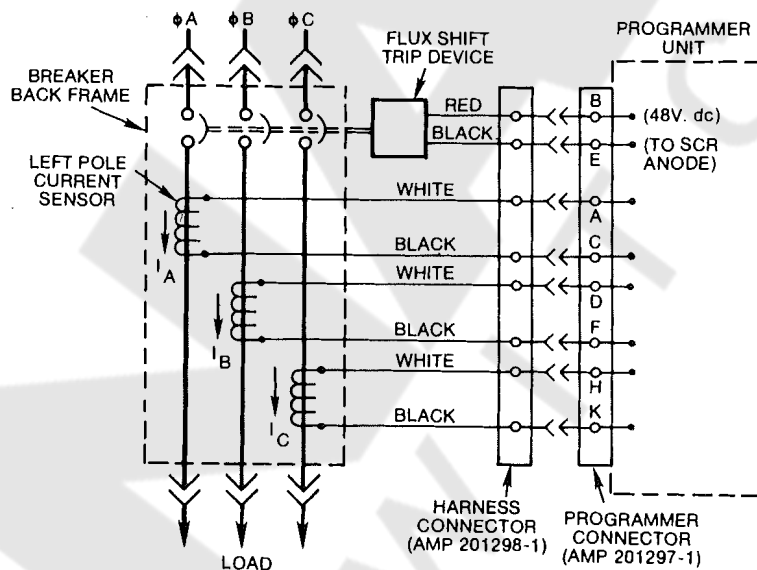 ϕA
ϕB
ϕC
FLUX SHIFT
TRIP DEVICE
PROGRAMMER
UNIT
BREAKER
BACK FRAME
RED
B
(48V. dc)
BLACK
E
(TO SCR
ANODE)
LEFT POLE
CURRENT
SENSOR
WHITE
A
I A
BLACK
C
WHITE
D
I B
BLACK
F
WHITE
H
I C
BLACK
K
HARNESS
CONNECTOR
(AMP 201298-1)
PROGRAMMER
CONNECTOR
(AMP 201297-1)
LOAD